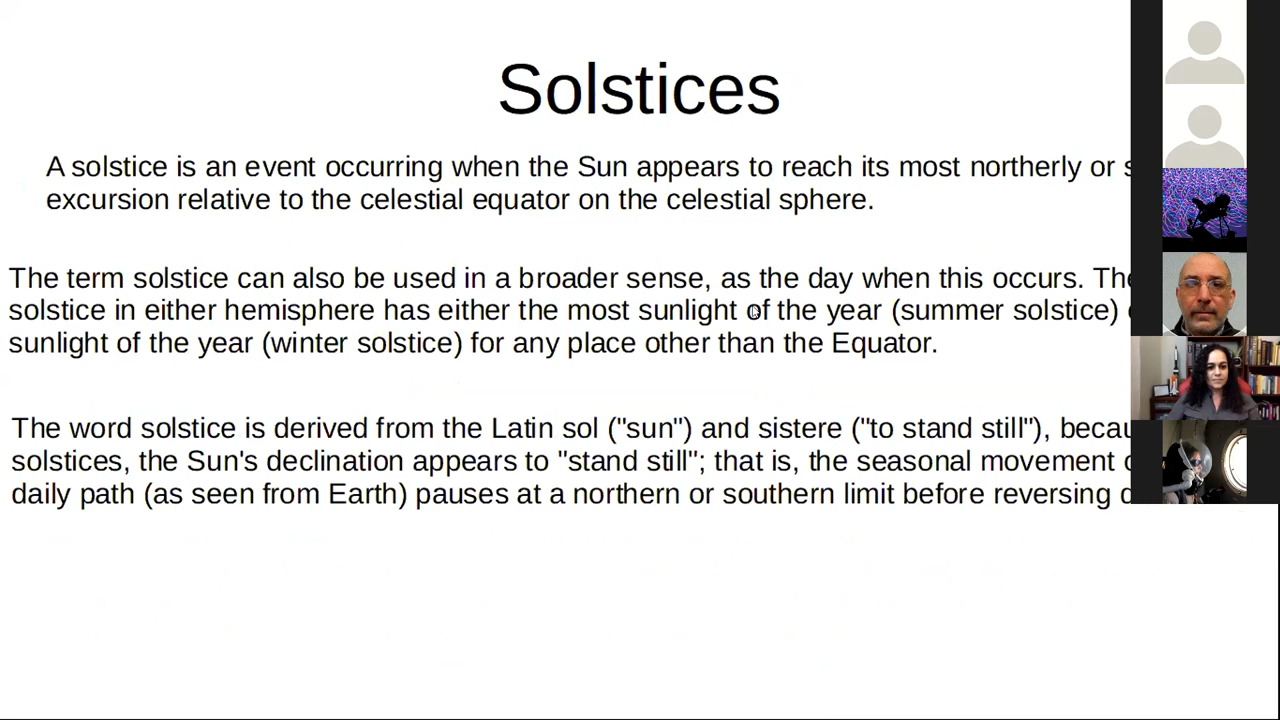 Solstices
A solstice is an event occurring when the Sun appears to reach its most northerly or
excursion relative to the celestial equator on the celestial sphere.
The term solstice can also be used in a broader sense, as the day when this occurs. The
solstice in either hemisphere has either the most sunlight of the year (summer solstice)
sunlight of the year (winter solstice) for any place other than the Equator.
The word solstice is derived from the Latin sol ("sun") and sistere ("to stand still"),
solstices, the Sun's declination appears to "stand still"; that is, the seasonal movement
daily path (as seen from Earth) pauses at a northern or southern limit before reversing